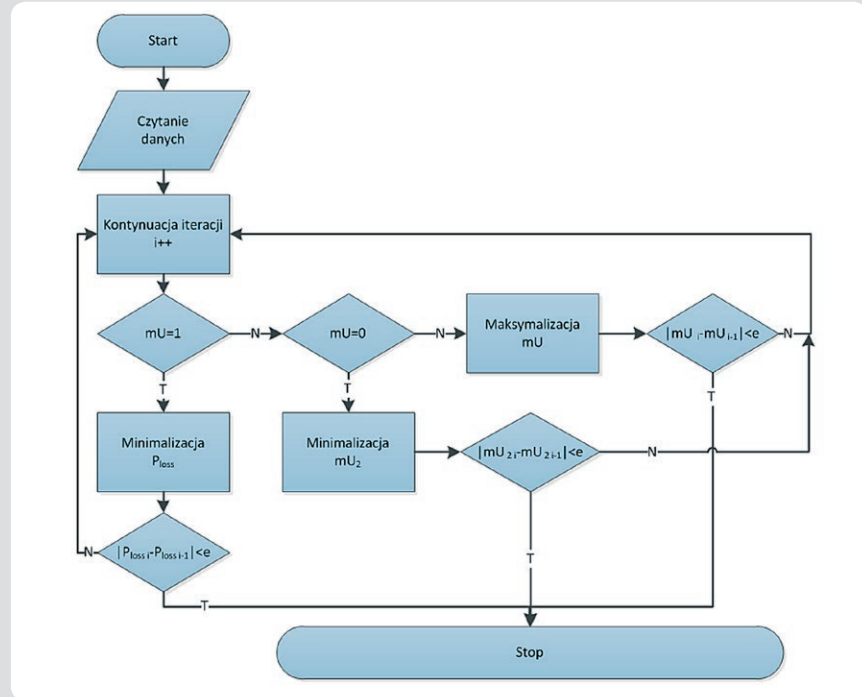 Start
Czytanie
danych
Kontynuacja iteracji
i++
mU=1
N
mU=0
N
Maksymalizacja
mU
|mU i-mU i-1|<e
N
T
T
T
Minimalizacja
Ploss
Minimalizacja
mU2
|mU 2 i-mU 2 i-1|<e
N
N
|Ploss i-Ploss i-1|<e
T
T
Stop